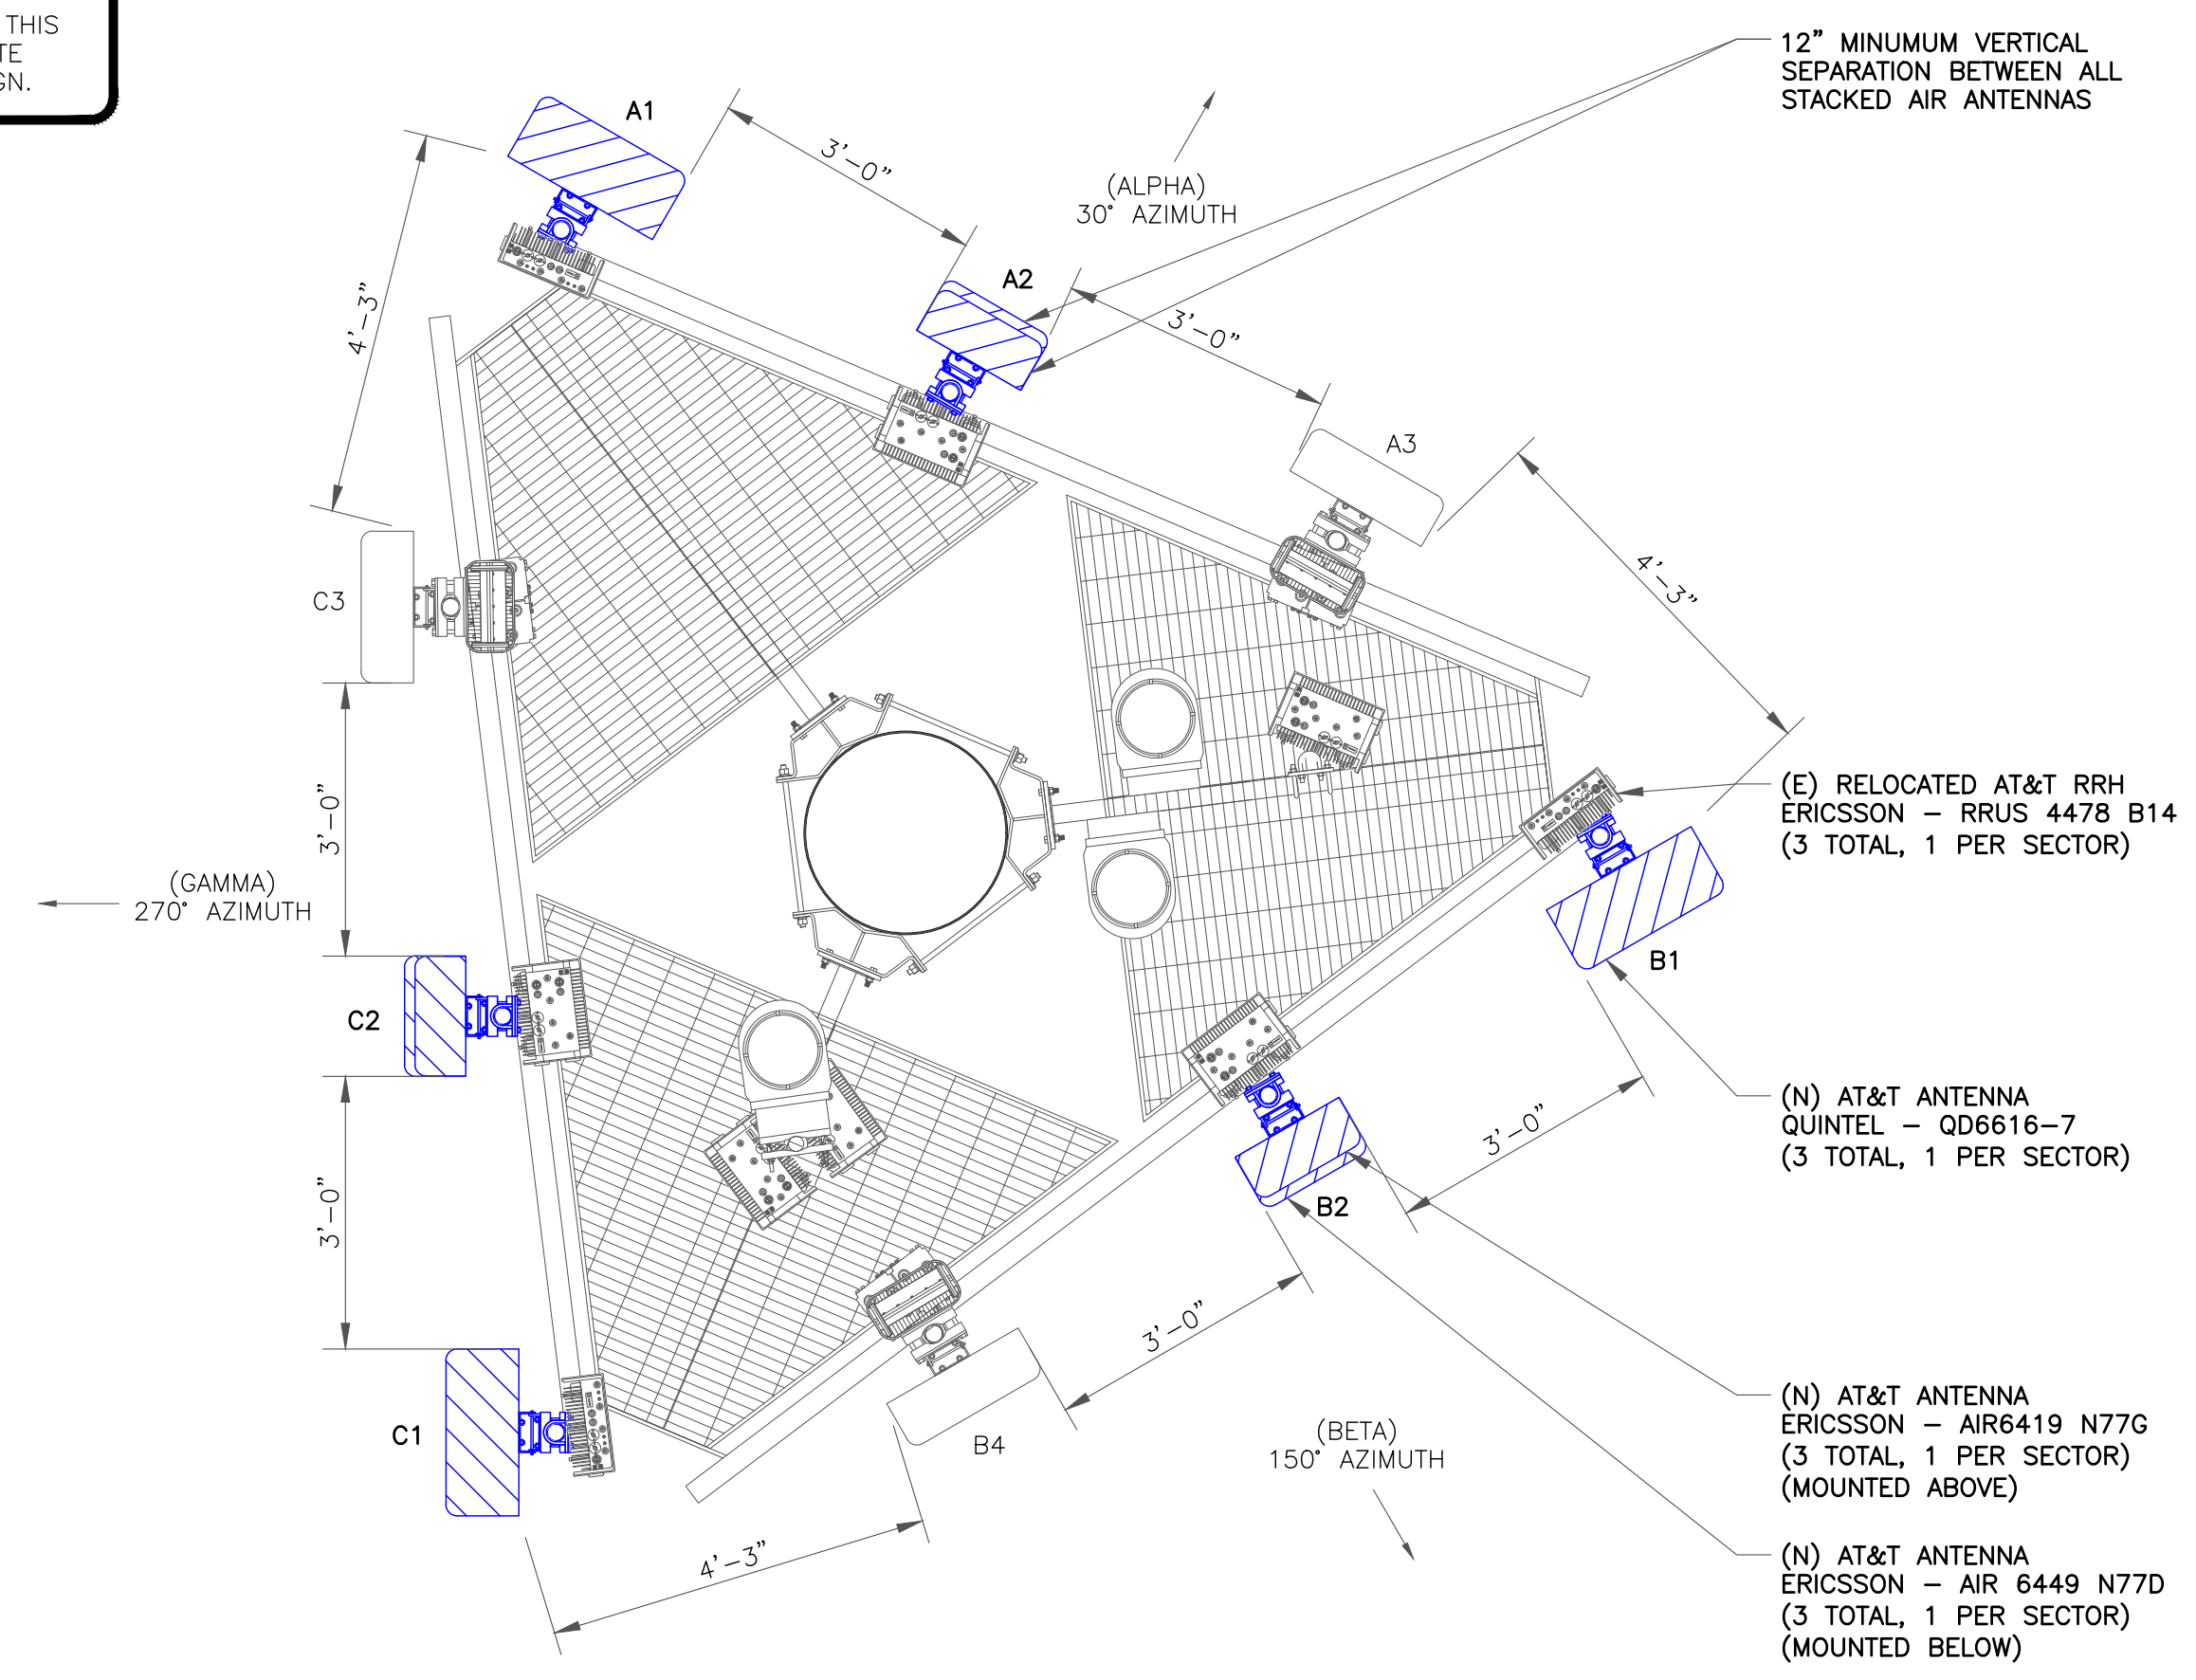 THIS
TE
GN.
12” MINUMUM VERTICAL
SEPARATION BETWEEN ALL
STACKED AIR ANTENNAS
A1
3’–0”
(ALPHA)
30° AZIMUTH
A2
3’–0”
4’–3”
A3
4’–3”
C3
3’–0”
(E) RELOCATED AT&T RRH
ERICSSON – RRUS 4478 B14
(3 TOTAL, 1 PER SECTOR)
(GAMMA)
270° AZIMUTH
B1
C2
(N) AT&T ANTENNA
QUINTEL – QD6616–7
(3 TOTAL, 1 PER SECTOR)
3’–0”
3’–0”
B2
3’–0”
(N) AT&T ANTENNA
ERICSSON – AIR6419 N77G
(3 TOTAL, 1 PER SECTOR)
(MOUNTED ABOVE)
C1
B4
(BETA)
150° AZIMUTH
4’–3”
(N) AT&T ANTENNA
ERICSSON – AIR 6449 N77D
(3 TOTAL, 1 PER SECTOR)
(MOUNTED BELOW)